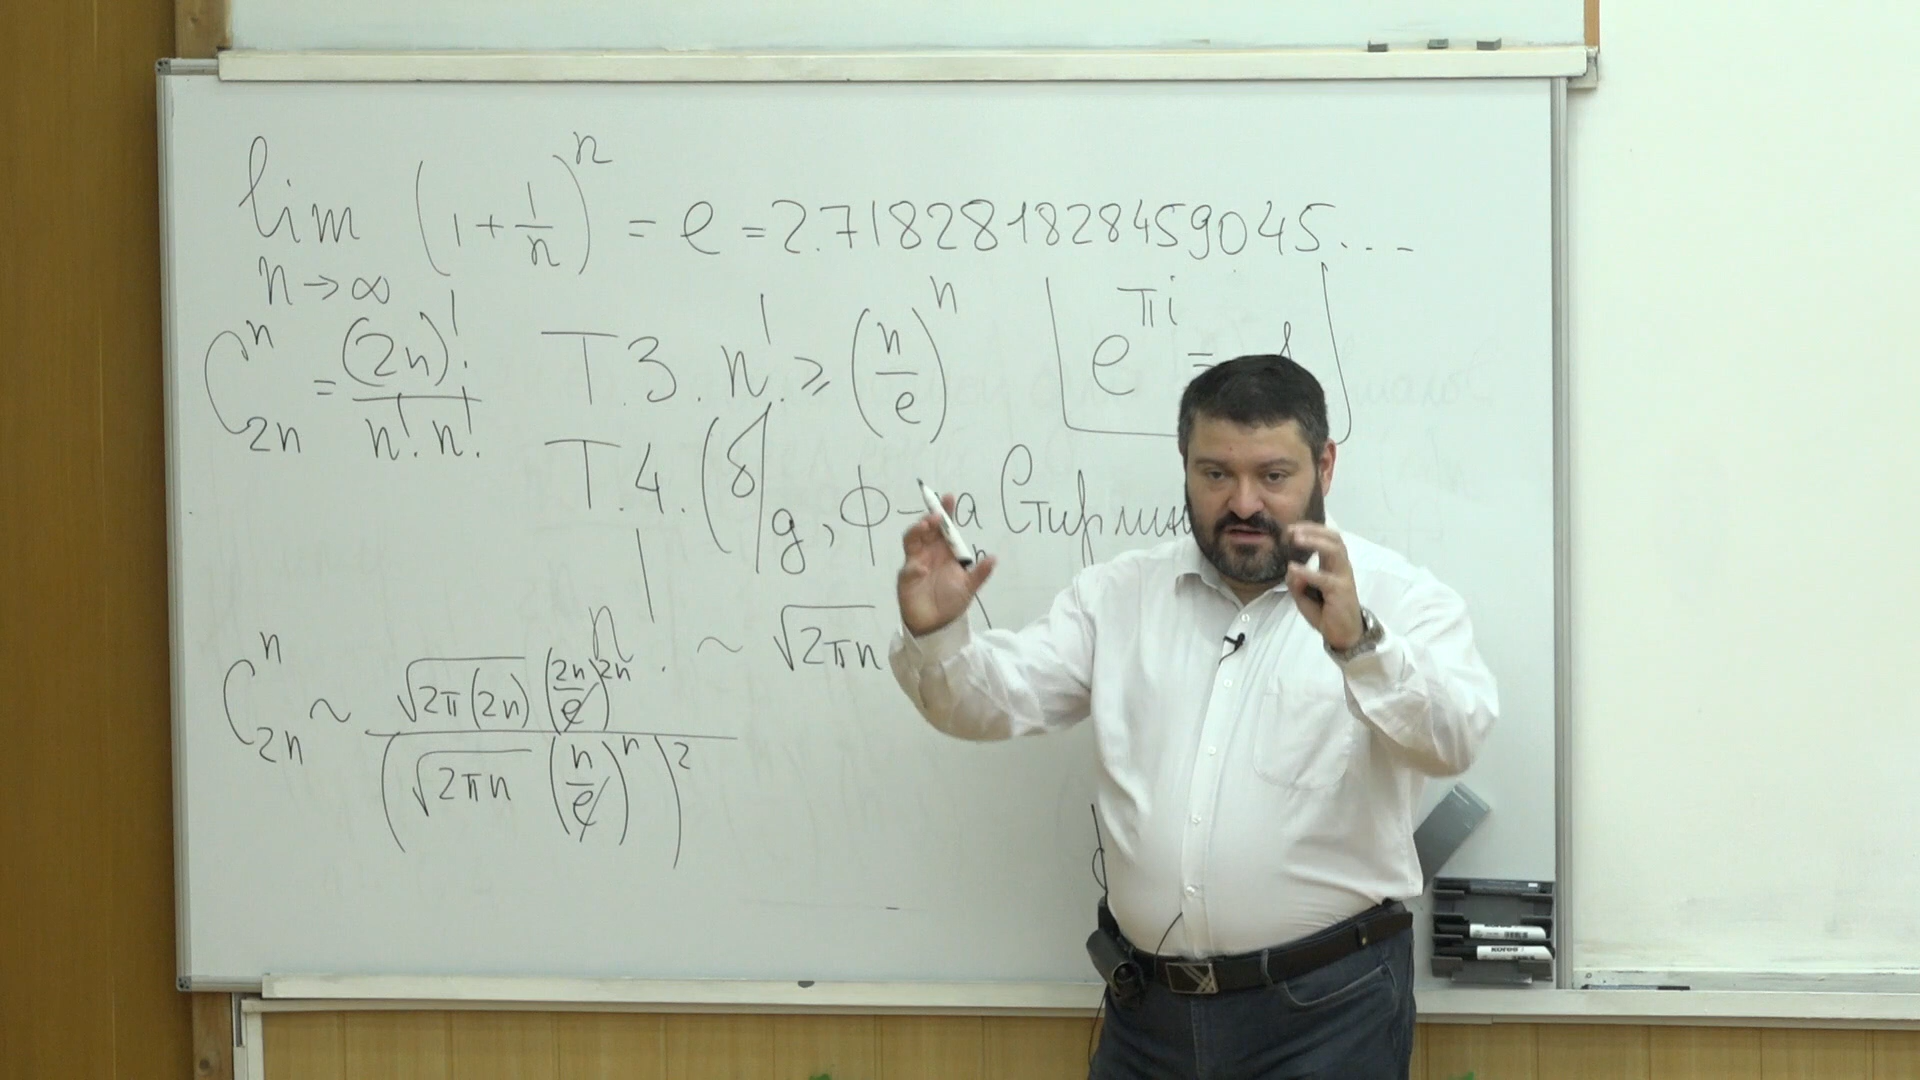 lim (1 + 1/n)^n = e = 2.718281828459045...
n→∞
C_{2n}^n = (2n)!/(n! n!)
Т.3. n! ≥ (n/e)^n
e^{πi} =
Т.4. (б/д, ф-ла
n! ~ √(2πn)
C_{2n}^n ~ √(2π(2n)) (2n/e)^{2n} / (√(2πn) (n/e)^n)^2